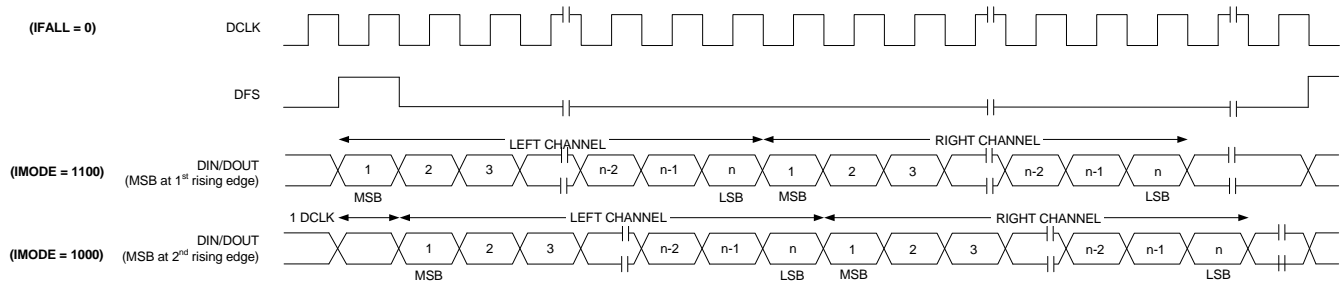 (IFALL = 0) DCLK
DFS
LEFT CHANNEL RIGHT CHANNEL
(IMODE = 1100) DIN/DOUT 1 2 3 n-2 n-1 n 1 2 3 n-2 n-1 n
(MSB at 1st rising edge)
MSB LSB MSB LSB
1 DCLK LEFT CHANNEL RIGHT CHANNEL
(IMODE = 1000) DIN/DOUT 1 2 3 n-2 n-1 n 1 2 3 n-2 n-1 n
(MSB at 2nd rising edge)
MSB LSB MSB LSB